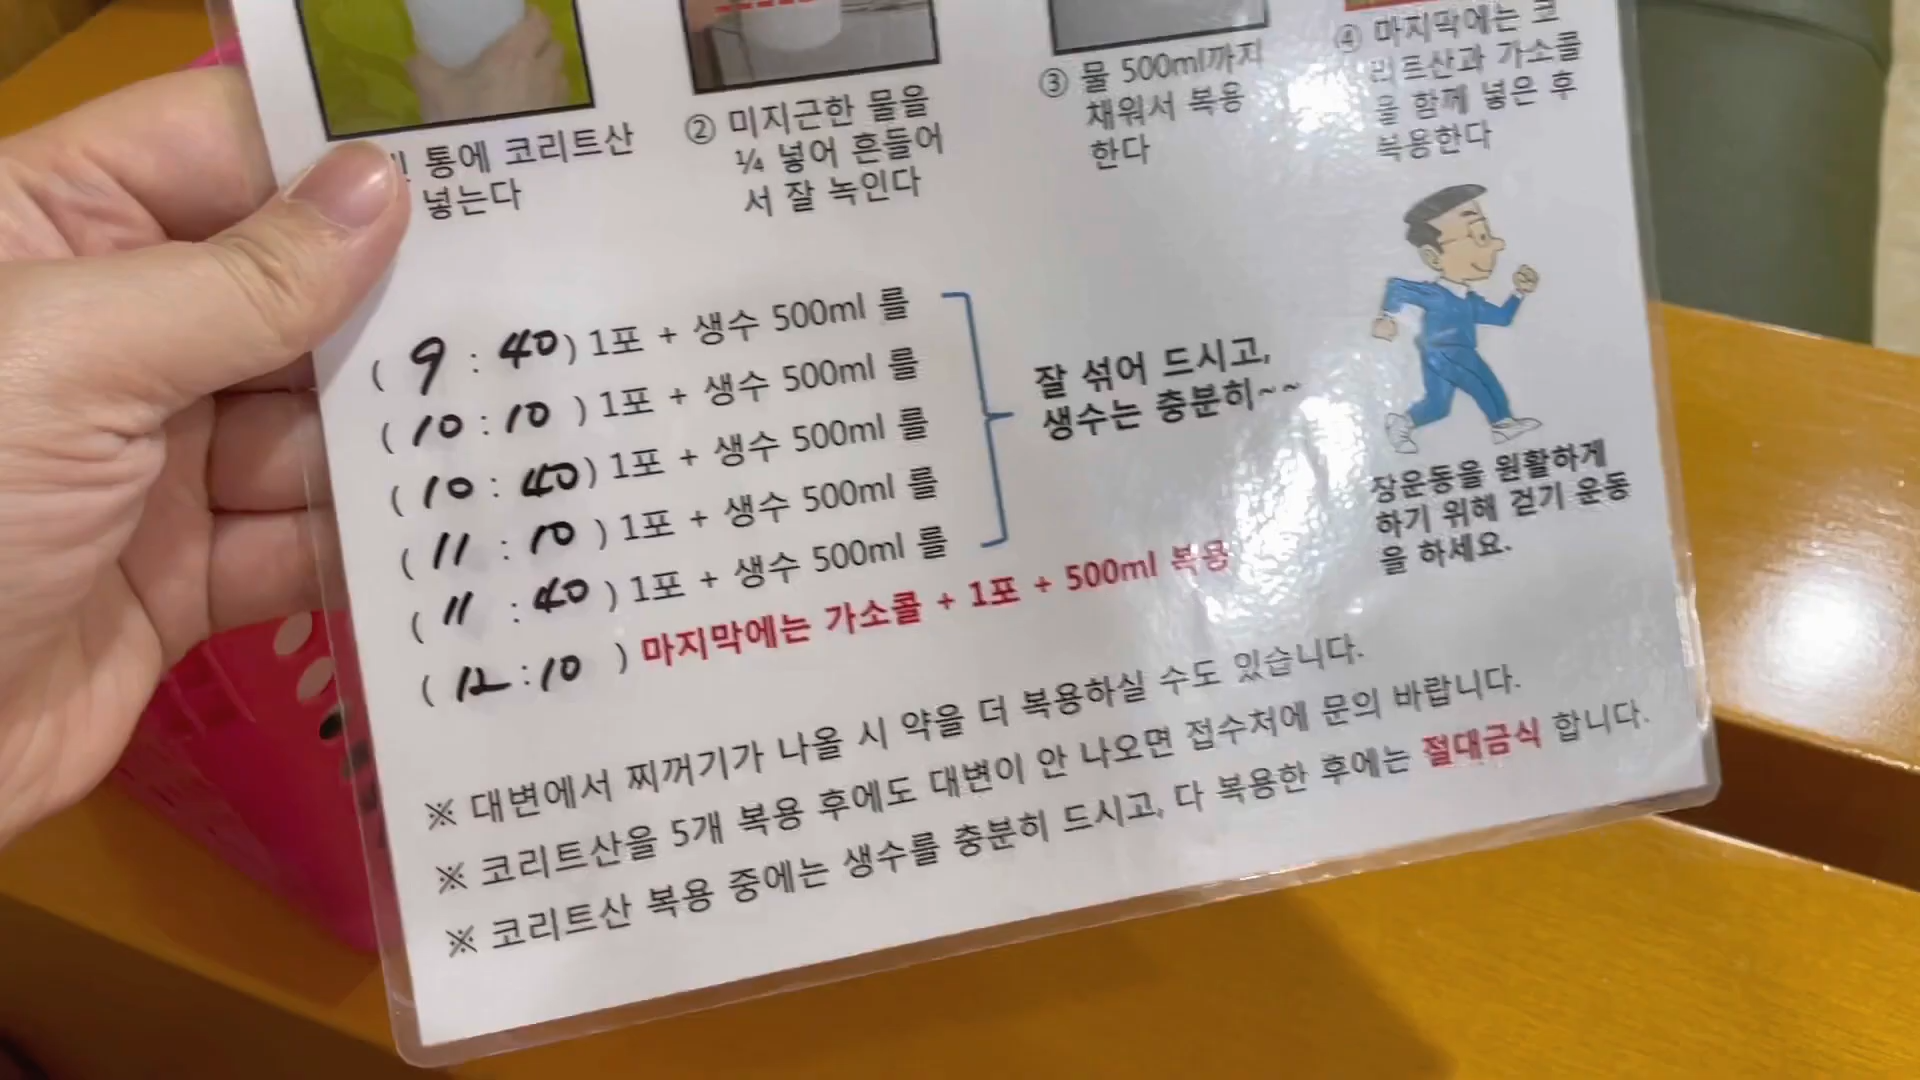 통에 코리트산
넣는다
② 미지근한 물을
¼ 넣어 흔들어
서 잘 녹인다
③ 물 500ml까지
채워서 복용
한다
④ 마지막에는 코
리트산과 가소콜
을 함께 넣은 후
복용한다
( 9 : 40 ) 1포 + 생수 500ml 를
( 10 : 10 ) 1포 + 생수 500ml 를
( 10 : 40 ) 1포 + 생수 500ml 를
( 11 : 10 ) 1포 + 생수 500ml 를
( 11 : 40 ) 1포 + 생수 500ml 를
( 12 : 10 ) 마지막에는 가소콜 + 1포 + 500ml 복용
잘 섞어 드시고,
생수는 충분히~~
장운동을 원활하게
하기 위해 걷기 운동
을 하세요.
※ 대변에서 찌꺼기가 나올 시 약을 더 복용하실 수도 있습니다.
※ 코리트산을 5개 복용 후에도 대변이 안 나오면 접수처에 문의 바랍니다.
※ 코리트산 복용 중에는 생수를 충분히 드시고, 다 복용한 후에는 절대금식 합니다.